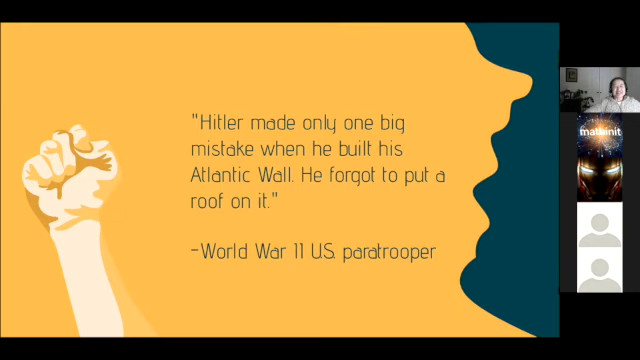 "Hitler made only one big
mistake when he built his
Atlantic Wall. He forgot to put a
roof on it."
-World War 11 U.S. paratrooper
mathinit